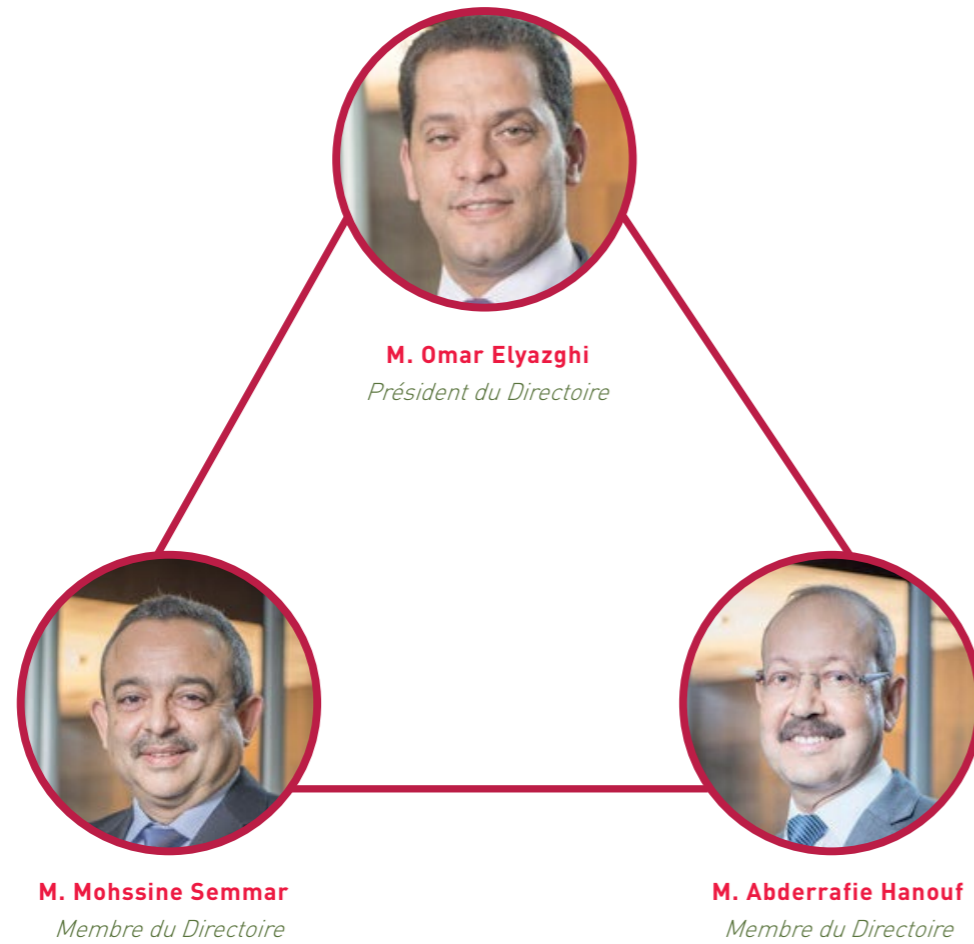 M. Omar Elyazghi
Président du Directoire
M. Mohssine Semmar
Membre du Directoire
M. Abderrafie Hanouf
Membre du Directoire